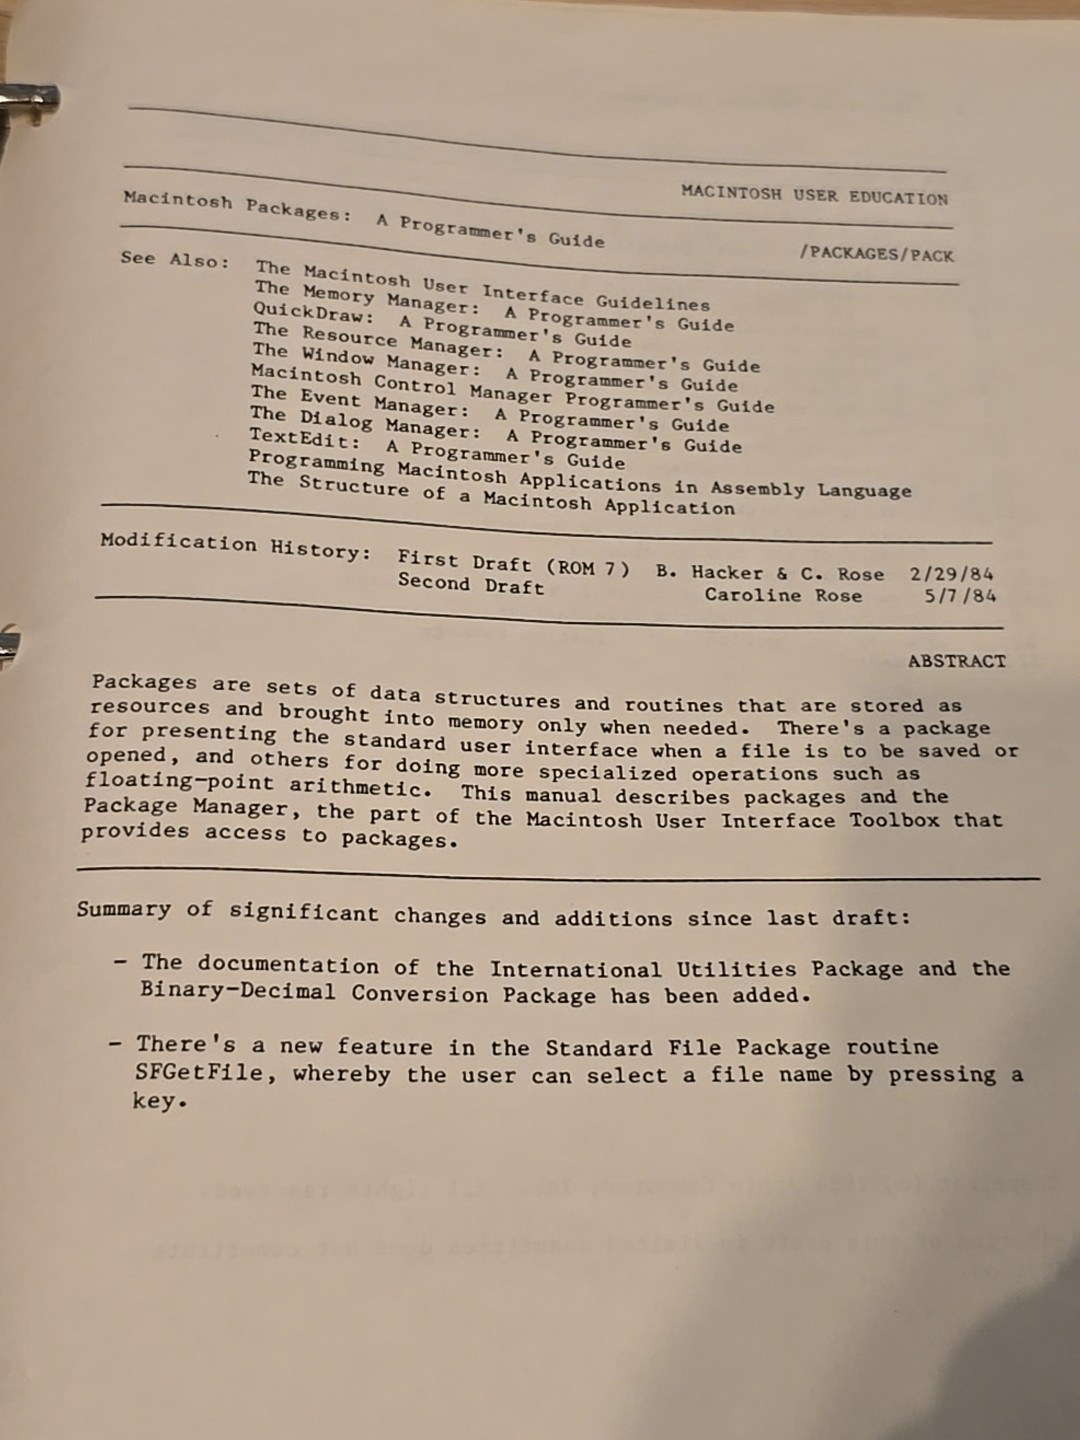 MACINTOSH USER EDUCATION
Macintosh Packages: A Programmer's Guide /PACKAGES/PACK
See Also: The Macintosh User Interface Guidelines
The Memory Manager: A Programmer's Guide
QuickDraw: A Programmer's Guide
The Resource Manager: A Programmer's Guide
The Window Manager: A Programmer's Guide
Macintosh Control Manager Programmer's Guide
The Event Manager: A Programmer's Guide
The Dialog Manager: A Programmer's Guide
TextEdit: A Programmer's Guide
Programming Macintosh Applications in Assembly Language
The Structure of a Macintosh Application
Modification History: First Draft (ROM 7) B. Hacker & C. Rose 2/29/84
Second Draft Caroline Rose 5/7/84
ABSTRACT
Packages are sets of data structures and routines that are stored as
resources and brought into memory only when needed. There's a package
for presenting the standard user interface when a file is to be saved or
opened, and others for doing more specialized operations such as
floating-point arithmetic. This manual describes packages and the
Package Manager, the part of the Macintosh User Interface Toolbox that
provides access to packages.
Summary of significant changes and additions since last draft:
- The documentation of the International Utilities Package and the
Binary-Decimal Conversion Package has been added.
- There's a new feature in the Standard File Package routine
SFGetFile, whereby the user can select a file name by pressing a
key.